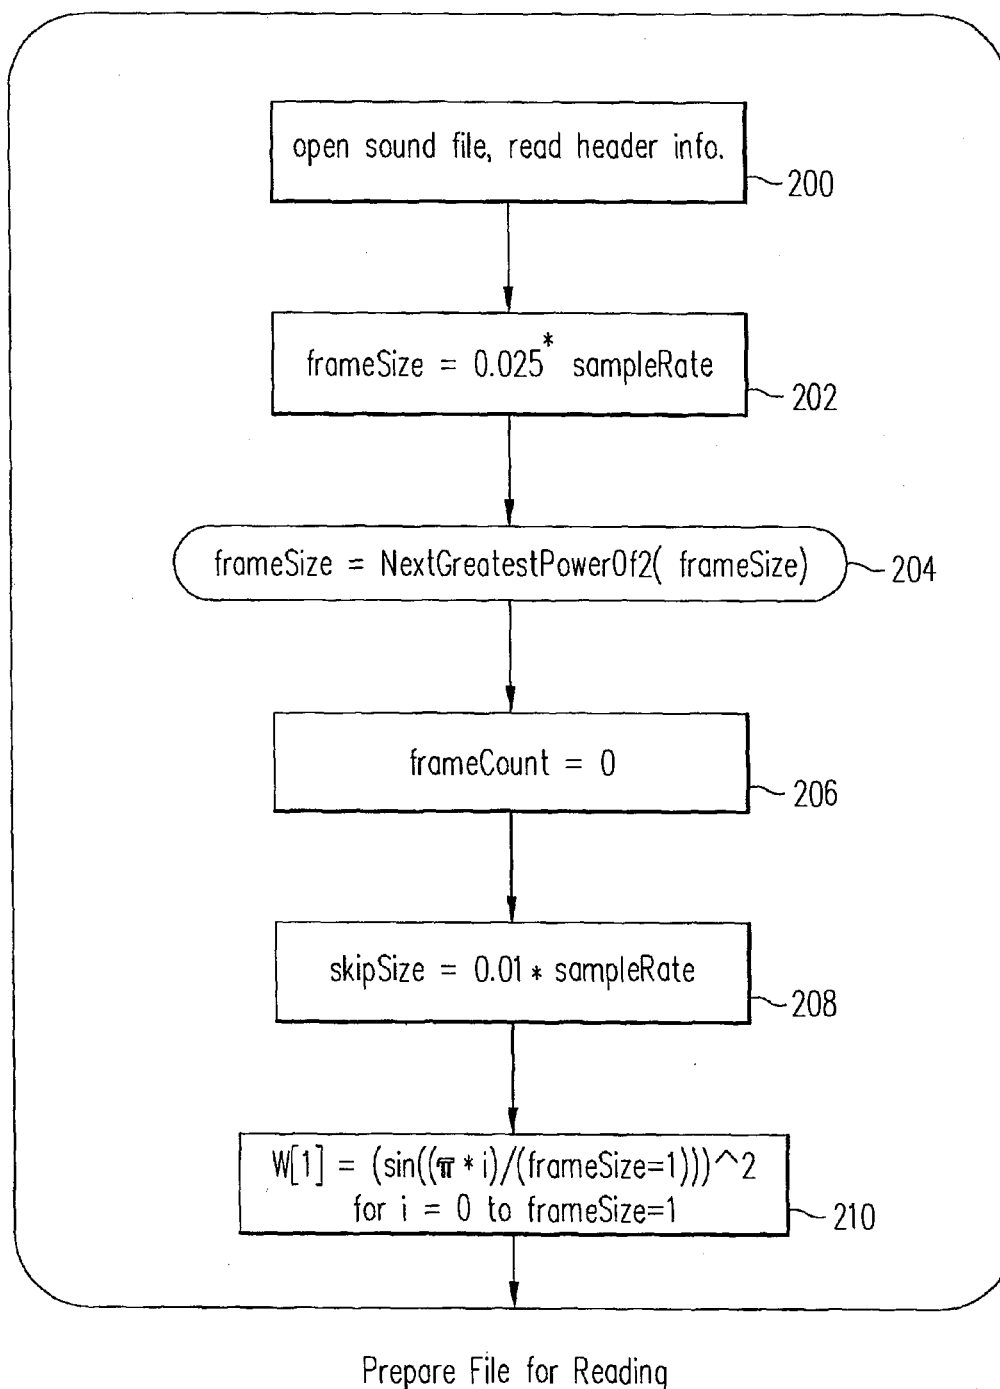 open sound file, read header info.
200
frameSize = 0.025* sampleRate
202
frameSize = NextGreatestPowerOf2( frameSize)
204
frameCount = 0
206
skipSize = 0.01 * sampleRate
208
W[1] = (sin((π * i)/(frameSize=1)))^2
for i = 0 to frameSize=1
210
Prepare File for Reading